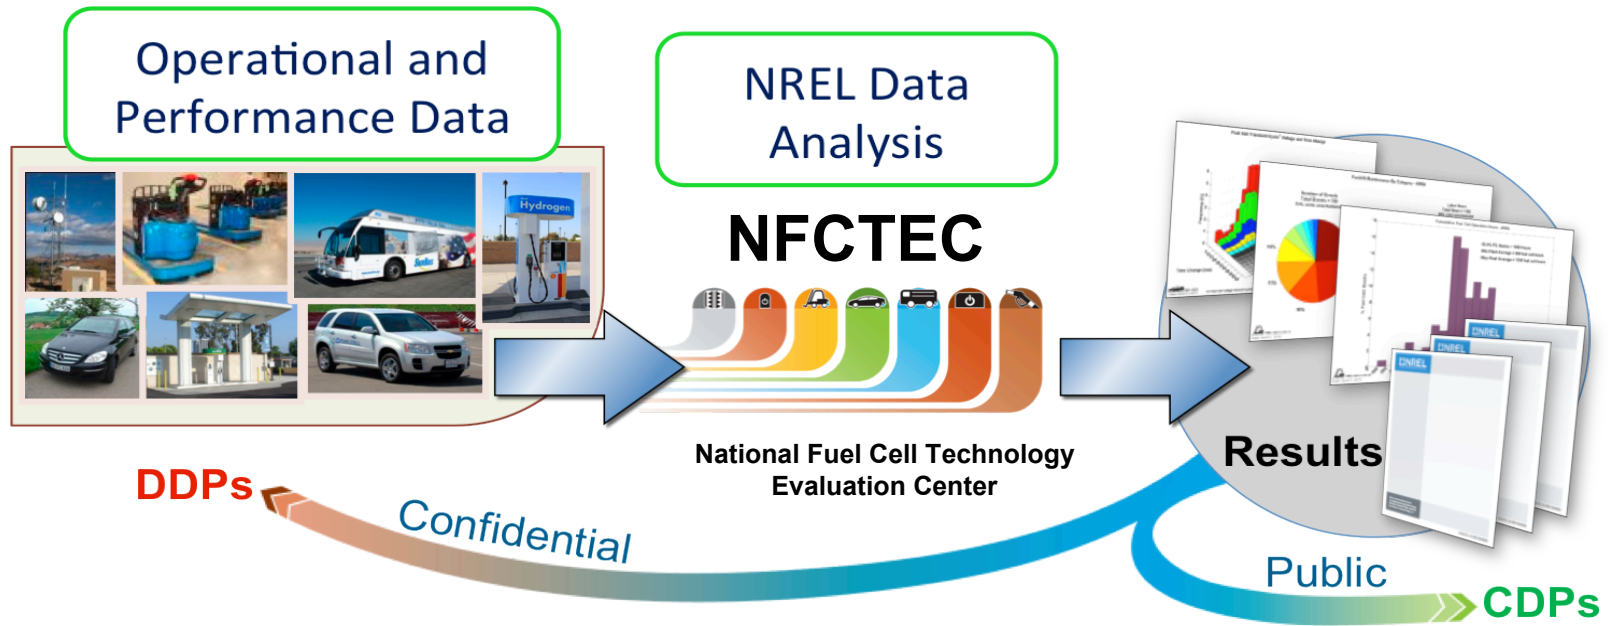 Operational and
Performance Data
NREL Data
Analysis
Hydrogen
NFCTEC
National Fuel Cell Technology
Evaluation Center
Results
NREL
NREL
NREL
DDPs
Confidential
Public
CDPs